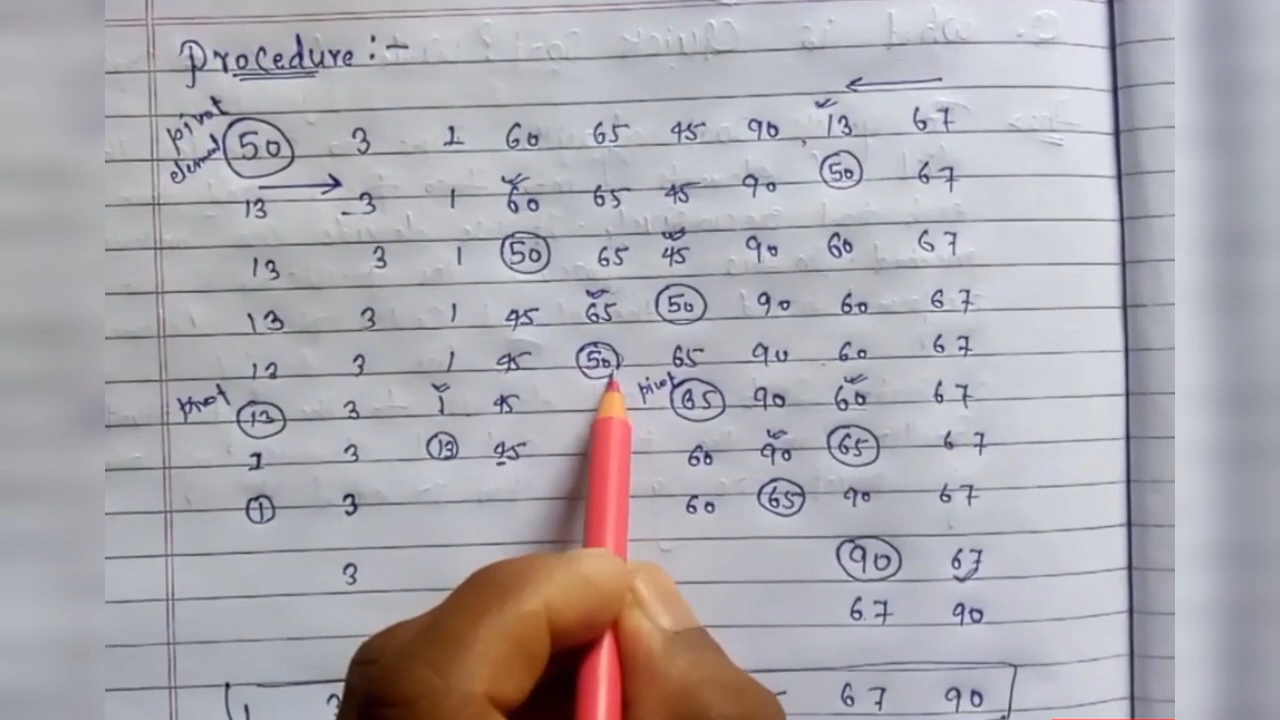 Procedure :-
pivot element 50 3 1 60 65 45 90 13 67
13 3 1 60 65 45 90 50 67
13 3 1 50 65 45 90 60 67
13 3 1 45 65 50 90 60 67
13 3 1 45 50 65 90 60 67
pivot 13 3 1 45 pivot 65 90 60 67
1 3 13 45 60 90 65 67
1 3 60 65 90 67
3 90 67
67 90
1 3 67 90